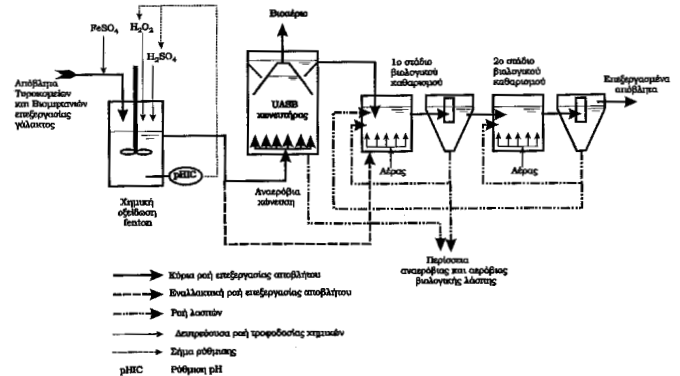 Βιοαέριο
FeSO4
H2O2
H2SO4
1ο στάδιο
βιολογικού
καθαρισμού
2ο στάδιο
βιολογικού
καθαρισμού
Επεξεργασμένα
απόβλητα
Απόβλητα
Τυροκομείων
και Βιομηχανιών
επεξεργασίας
γάλακτος
UASB
χωνευτήρας
pHIC
Αέρας
Αέρας
Χημική
οξείδωση
fenton
Αναερόβια
χώνευση
Περίσσεια
αναερόβιας και αερόβιας
βιολογικής λάσπης
Κύρια ροή επεξεργασίας αποβλήτου
Εναλλακτική ροή επεξεργασίας αποβλήτου
Ροή λασπών
Δευτερεύουσα ροή τροφοδοσίας χημικών
Σήμα ρύθμισης
pHIC Ρύθμιση pH